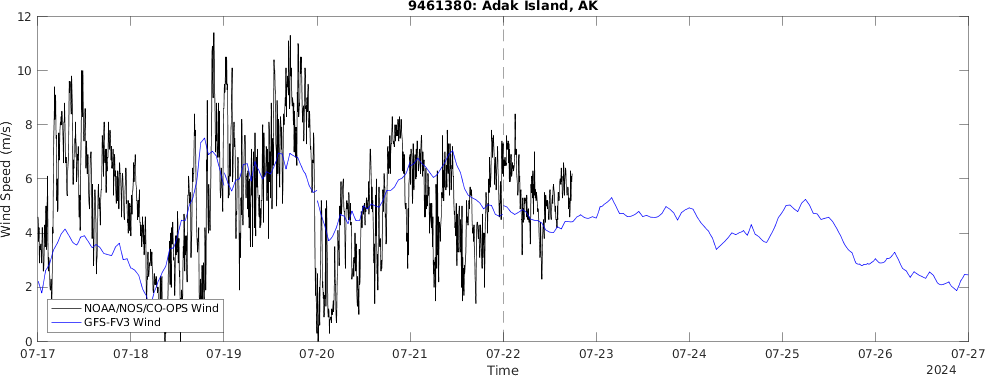 9461380: Adak Island, AK
Wind Speed (m/s)
12
10
8
6
4
2
0
NOAA/NOS/CO-OPS Wind
GFS-FV3 Wind
07-17 07-18 07-19 07-20 07-21 07-22 07-23 07-24 07-25 07-26 07-27
Time
2024